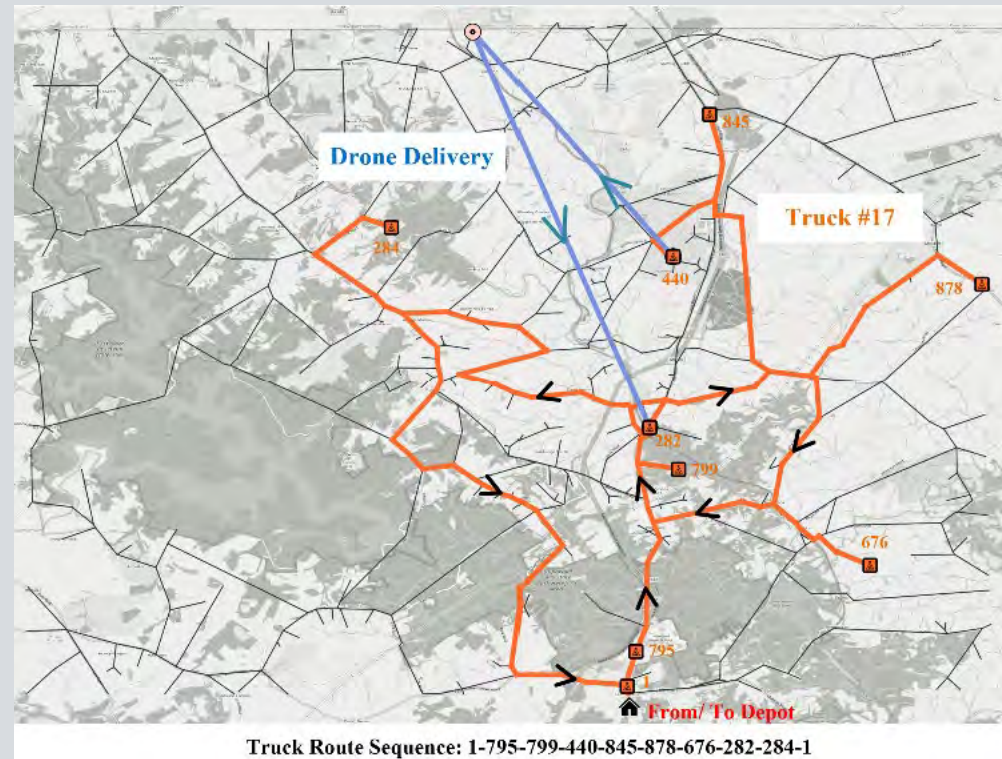 845
Drone Delivery
Truck #17
284
440
878
282
799
676
795
1
From/ To Depot
Truck Route Sequence: 1-795-799-440-845-878-676-282-284-1